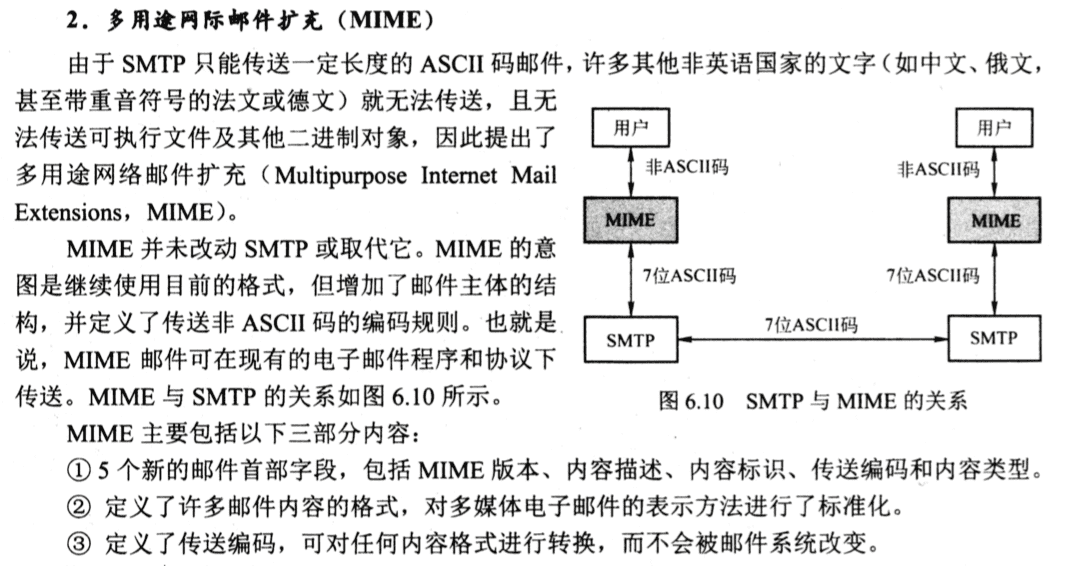 2. 多用途网际邮件扩充（MIME）
由于 SMTP 只能传送一定长度的 ASCII 码邮件，许多其他非英语国家的文字（如中文、俄文，
甚至带重音符号的法文或德文）就无法传送，且无
法传送可执行文件及其他二进制对象，因此提出了
多用途网络邮件扩充（Multipurpose Internet Mail
Extensions，MIME）。
MIME 并未改动 SMTP 或取代它。MIME 的意
图是继续使用目前的格式，但增加了邮件主体的结
构，并定义了传送非 ASCII 码的编码规则。也就是
说，MIME 邮件可在现有的电子邮件程序和协议下
传送。MIME 与 SMTP 的关系如图 6.10 所示。
用户
用户
非ASCII码
非ASCII码
MIME
MIME
7位ASCII码
7位ASCII码
7位ASCII码
SMTP
SMTP
图 6.10 SMTP 与 MIME 的关系
MIME 主要包括以下三部分内容：
① 5 个新的邮件首部字段，包括 MIME 版本、内容描述、内容标识、传送编码和内容类型。
② 定义了许多邮件内容的格式，对多媒体电子邮件的表示方法进行了标准化。
③ 定义了传送编码，可对任何内容格式进行转换，而不会被邮件系统改变。